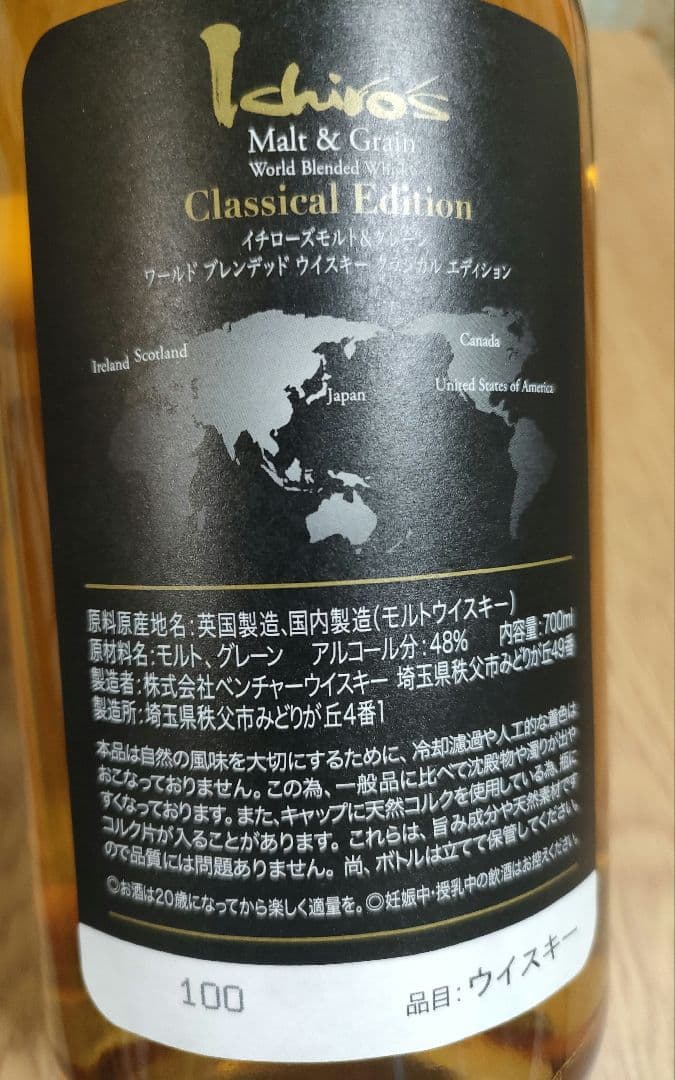 Ichiro's
Malt & Grain
World Blended Whisky
Classical Edition
イチローズモルト&グレーン
ワールド ブレンデッド ウイスキー クラシカル エディション
Ireland Scotland
Canada
Japan
United States of America
原料原産地名:英国製造、国内製造(モルトウイスキー)
原材料名:モルト、グレーン アルコール分:48% 内容量:700ml
製造者:株式会社ベンチャーウイスキー 埼玉県秩父市みどりが丘49番
製造所:埼玉県秩父市みどりが丘4番1
本品は自然の風味を大切にするために、冷却濾過や人工的な着色は
おこなっておりません。この為、一般品に比べて沈殿物や濁りが出や
すくなっております。また、キャップに天然コルクを使用している為、瓶に
コルク片が入ることがあります。これらは、旨み成分や天然素材です
ので品質には問題ありません。尚、ボトルは立てて保管してください。
◎お酒は20歳になってから楽しく適量を。◎妊娠中・授乳中の飲酒はお控えください。
100
品目:ウイスキー